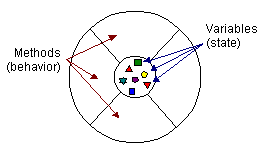 Variables
(state)
Methods
(behavior)